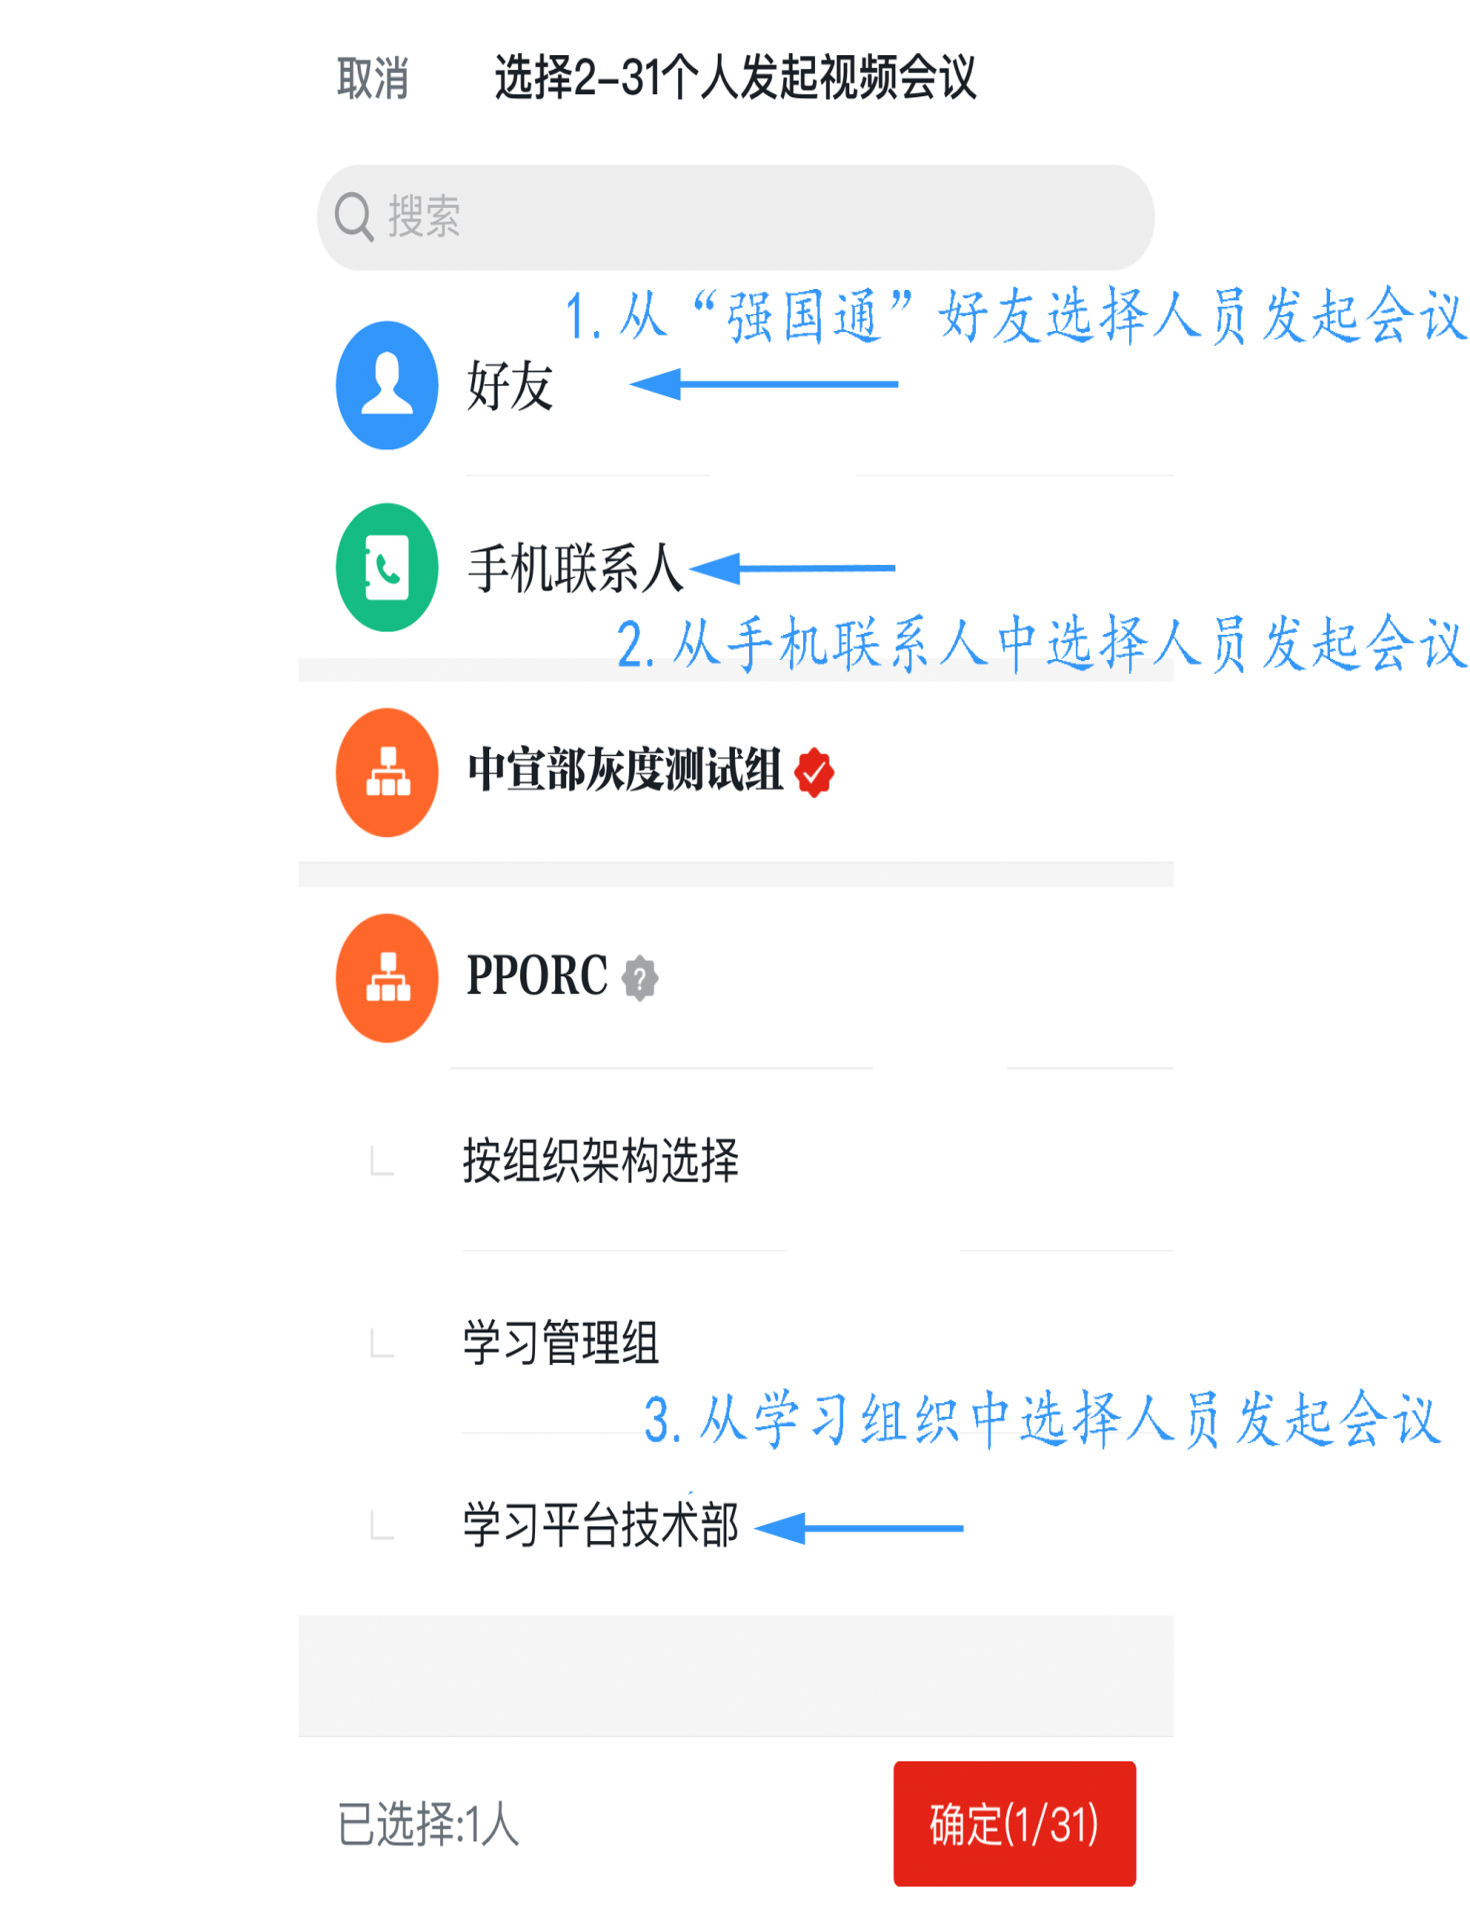 取消 选择2-31个人发起视频会议
搜索
1.从“强国通”好友选择人员发起会议
好友
手机联系人
2.从手机联系人中选择人员发起会议
中宣部灰度测试组
PPORC ?
按组织架构选择
学习管理组
3.从学习组织中选择人员发起会议
学习平台技术部
已选择:1人 确定(1/31)